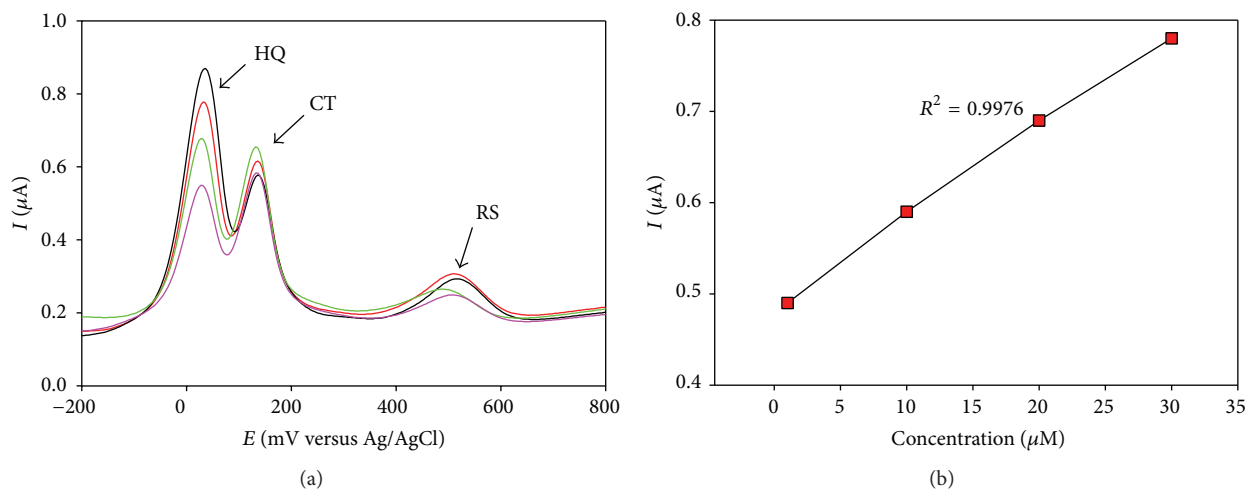 1.0
0.8
0.6
0.4
0.2
0.0
I (μA)
HQ
CT
RS
−200 0 200 400 600 800
E (mV versus Ag/AgCl)
(a)
0.8
0.7
0.6
0.5
0.4
I (μA)
R² = 0.9976
0 5 10 15 20 25 30 35
Concentration (μM)
(b)